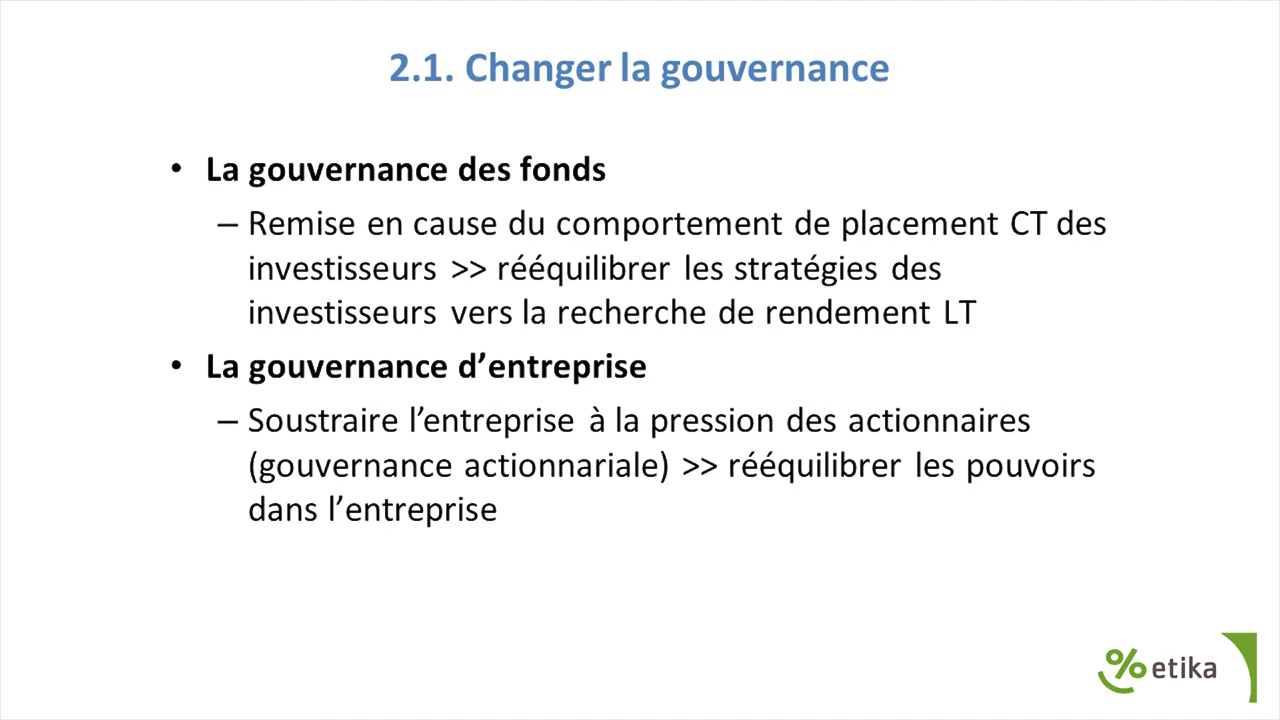 2.1. Changer la gouvernance
• La gouvernance des fonds
– Remise en cause du comportement de placement CT des
investisseurs >> rééquilibrer les stratégies des
investisseurs vers la recherche de rendement LT
• La gouvernance d’entreprise
– Soustraire l’entreprise à la pression des actionnaires
(gouvernance actionnariale) >> rééquilibrer les pouvoirs
dans l’entreprise
% etika